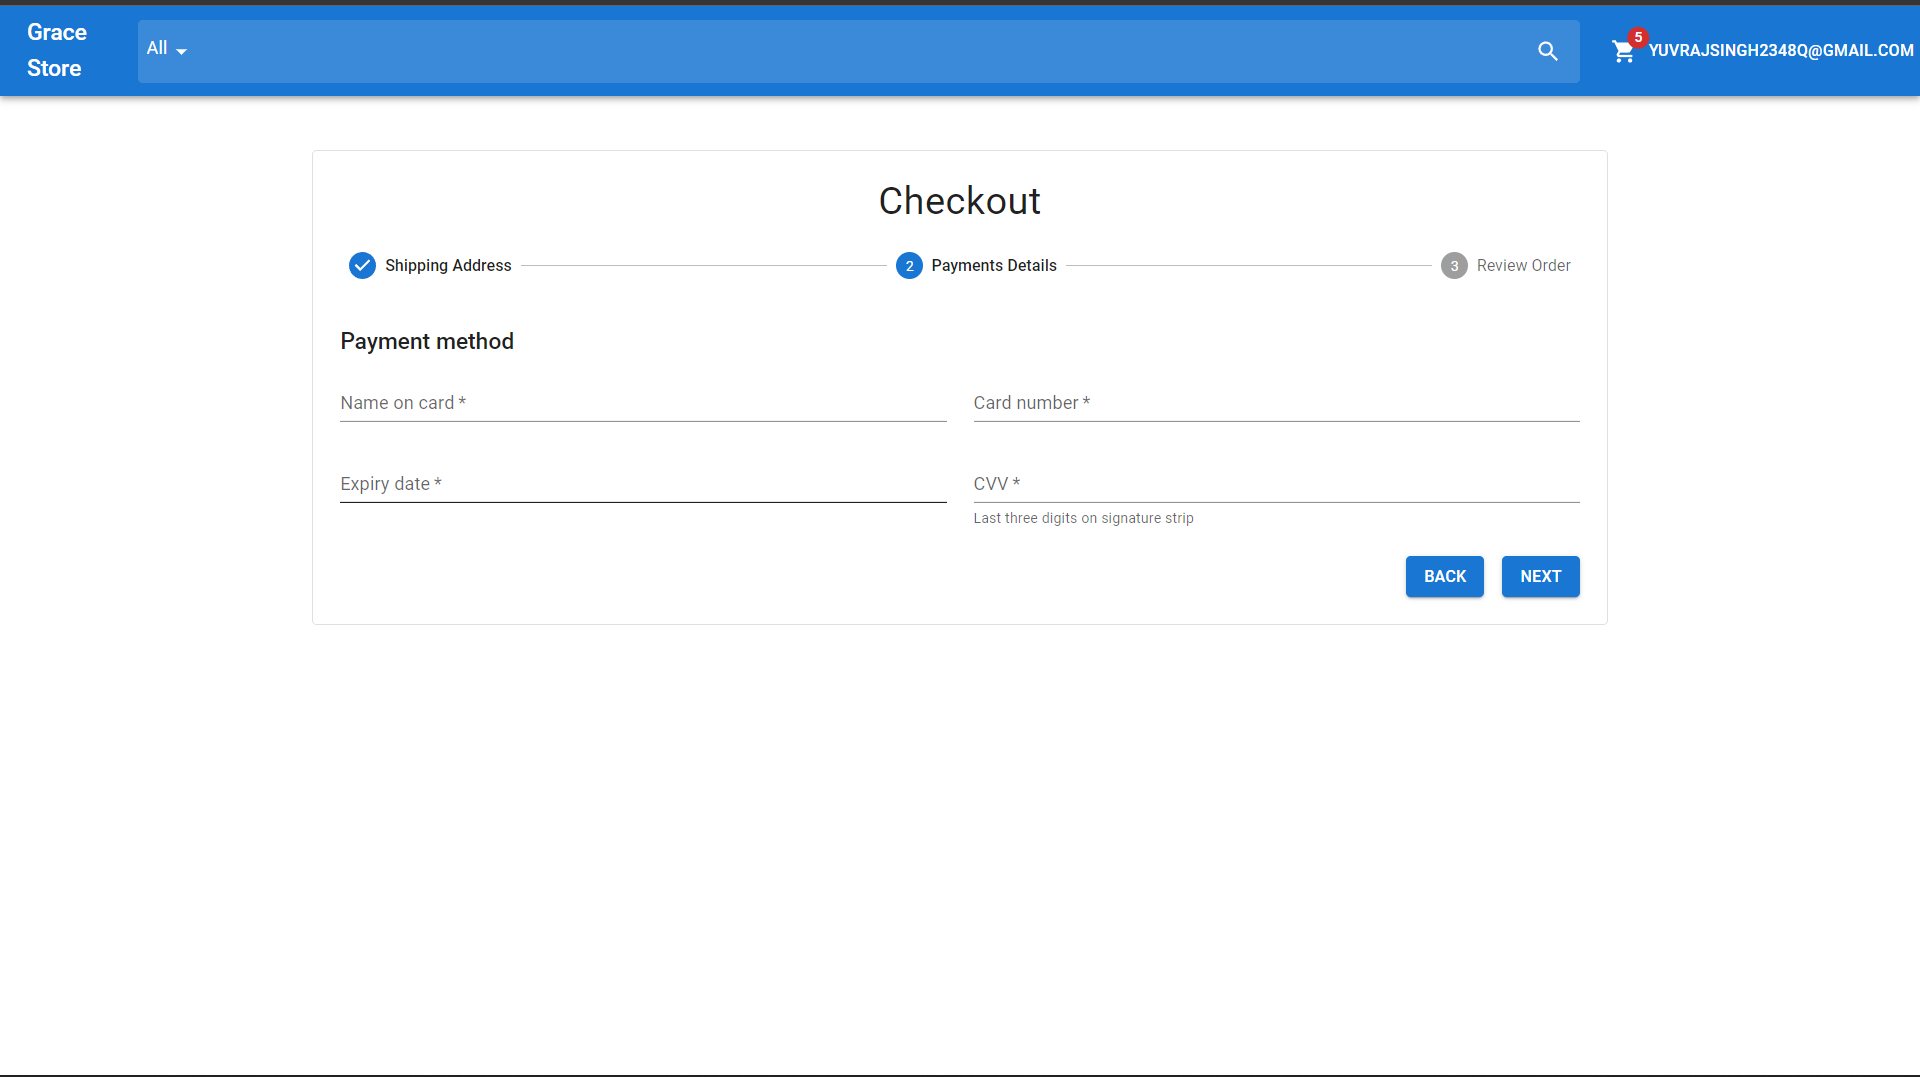 Grace
Store
All
5
YUVRAJSINGH2348Q@GMAIL.COM
Checkout
Shipping Address
2 Payments Details
3 Review Order
Payment method
Name on card *
Card number *
Expiry date *
CVV *
Last three digits on signature strip
BACK
NEXT